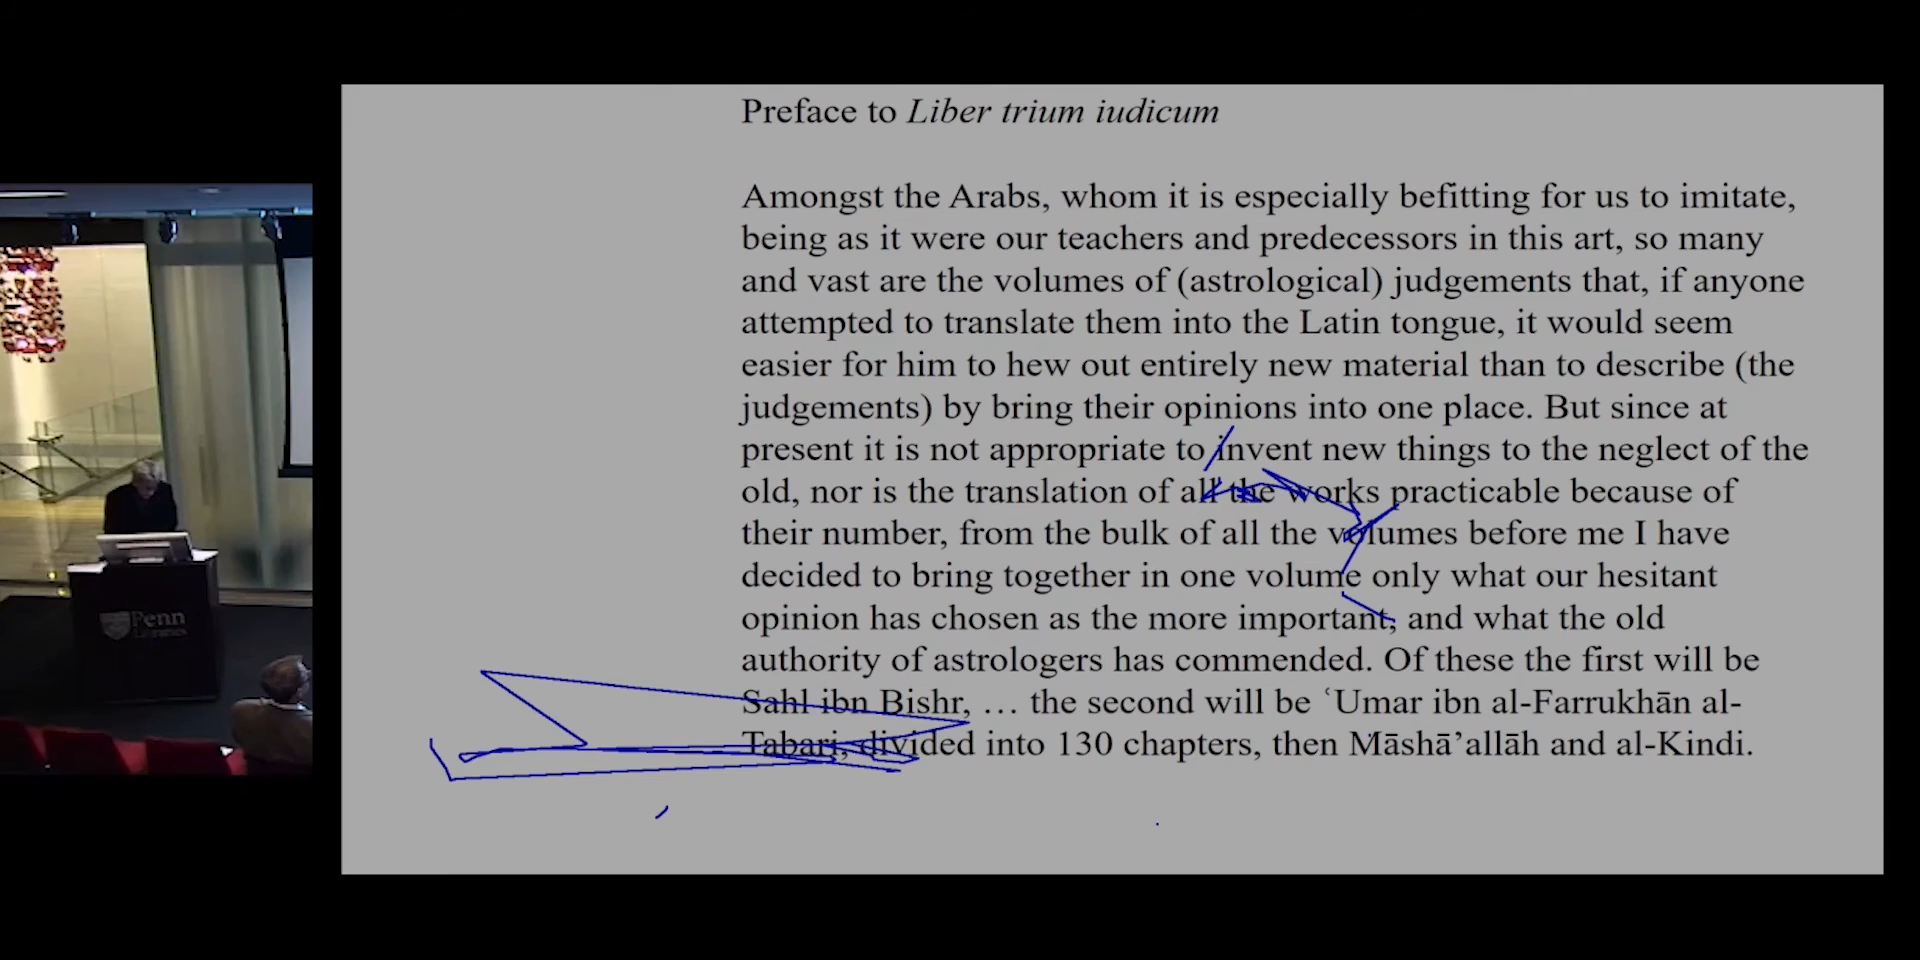 Preface to Liber trium iudicum
Amongst the Arabs, whom it is especially befitting for us to imitate,
being as it were our teachers and predecessors in this art, so many
and vast are the volumes of (astrological) judgements that, if anyone
attempted to translate them into the Latin tongue, it would seem
easier for him to hew out entirely new material than to describe (the
judgements) by bring their opinions into one place. But since at
present it is not appropriate to invent new things to the neglect of the
old, nor is the translation of all the works practicable because of
their number, from the bulk of all the volumes before me I have
decided to bring together in one volume only what our hesitant
opinion has chosen as the more important, and what the old
authority of astrologers has commended. Of these the first will be
Sahl ibn Bishr, … the second will be ʿUmar ibn al-Farrukhān al-
Tabari, divided into 130 chapters, then Māshā’allāh and al-Kindi.
Penn
Libraries